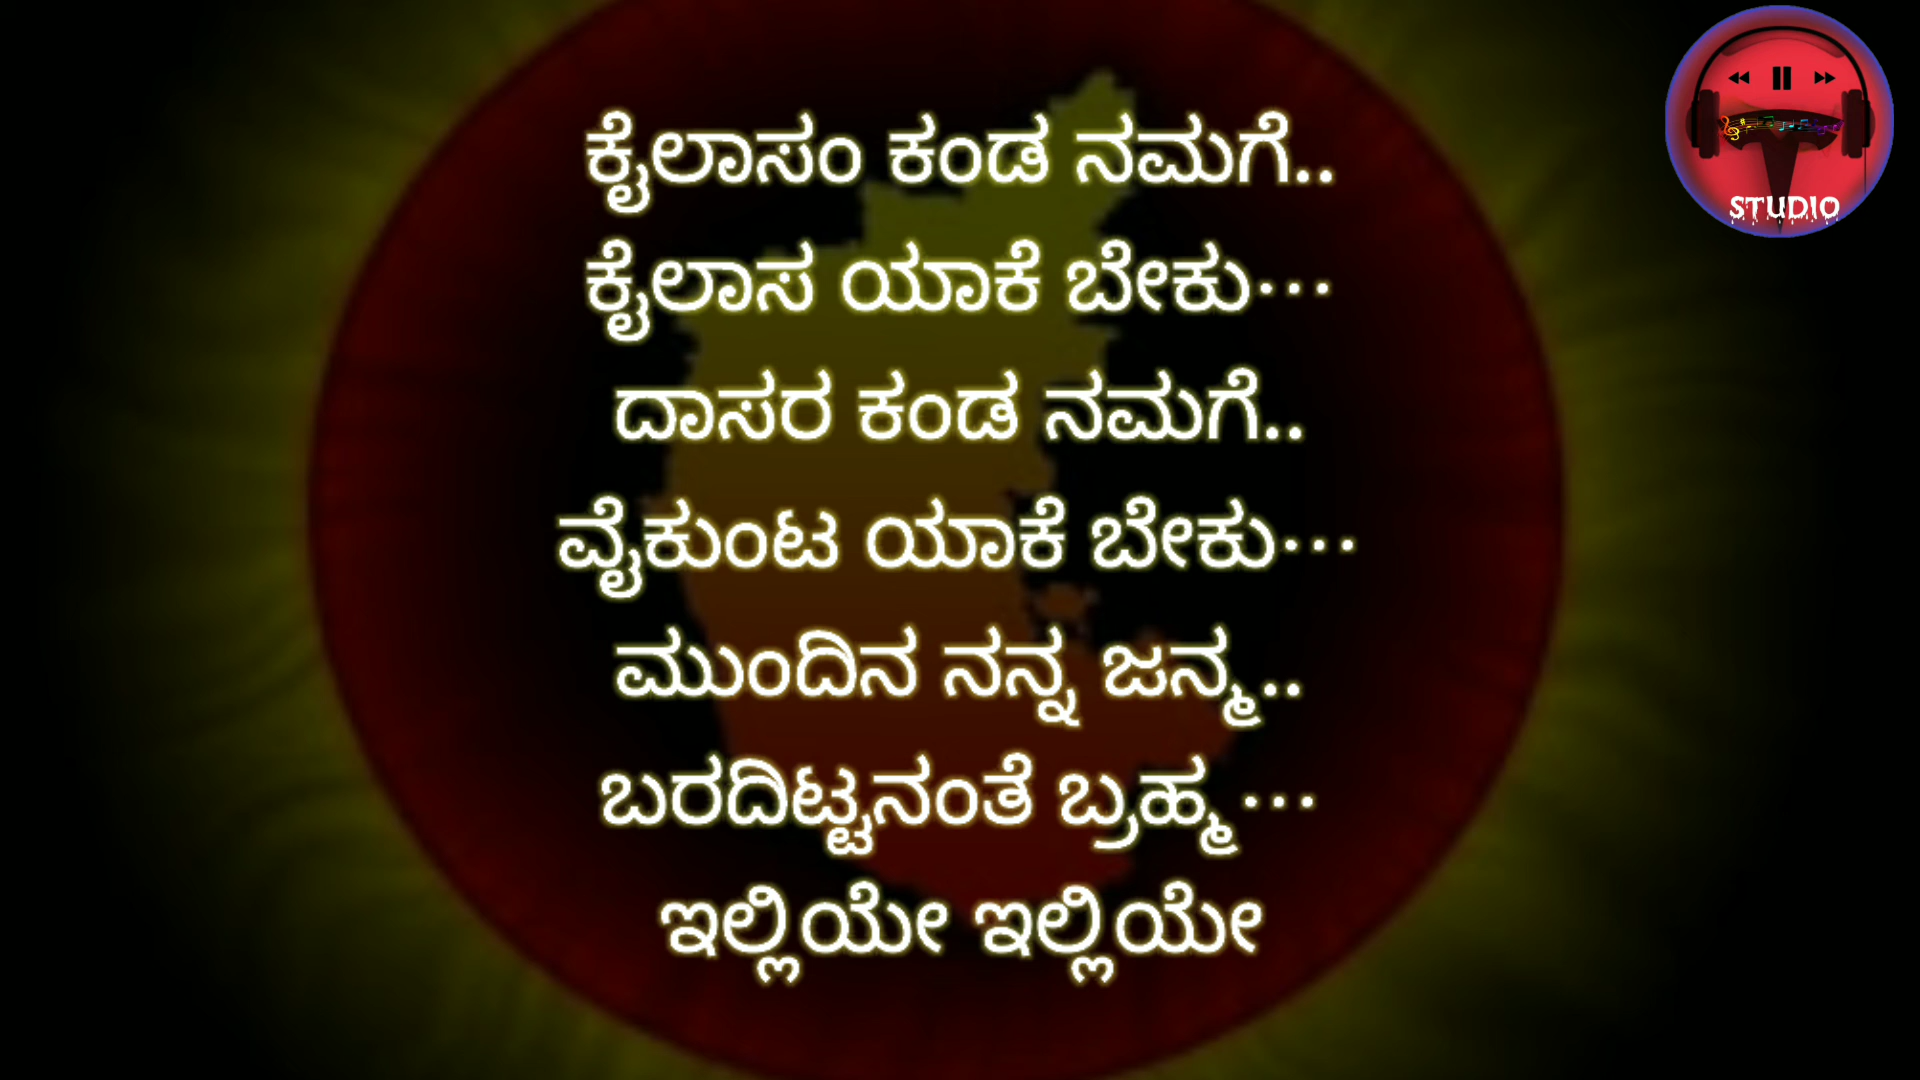 ಕೈಲಾಸಂ ಕಂಡ ನಮಗೆ..
ಕೈಲಾಸ ಯಾಕೆ ಬೇಕು...
ದಾಸರ ಕಂಡ ನಮಗೆ..
ವೈಕುಂಟ ಯಾಕೆ ಬೇಕು...
ಮುಂದಿನ ನನ್ನ ಜನ್ಮ..
ಬರದಿಟ್ಟನಂತೆ ಬ್ರಹ್ಮ...
ಇಲ್ಲಿಯೇ ಇಲ್ಲಿಯೇ
STUDIO